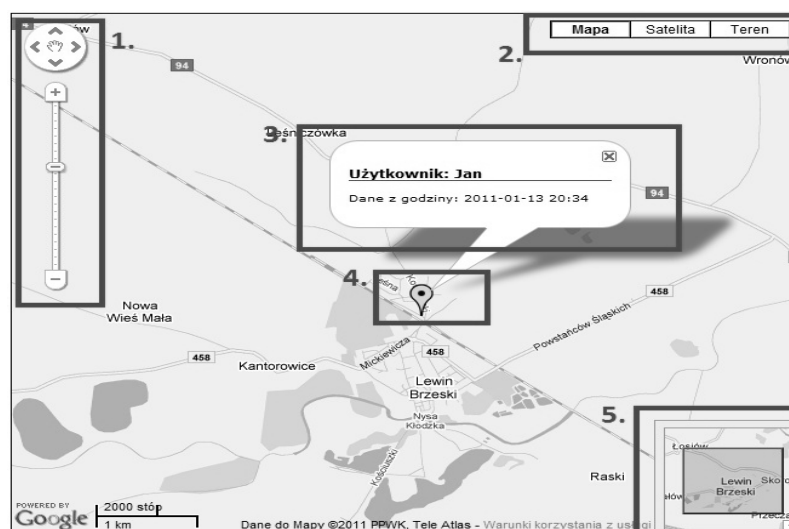 1.
94
2.
Mapa Satelita Teren
3.
Leśniczówka
Użytkownik: Jan
Dane z godziny: 2011-01-13 20:34
94
4.
458
Nowa
Wieś Mała
458
Kantorowice
Mickiewicza
458
Powstańców Śląskich
Lewin
Brzeski
Nysa
Kłodzka
Kościuszki
5.
Łosiów
Lewin
Brzeski
Raski
POWERED BY
Google
2000 stóp
1 km
Dane do Mapy ©2011 PPWK, Tele Atlas - Warunki korzystania z usługi